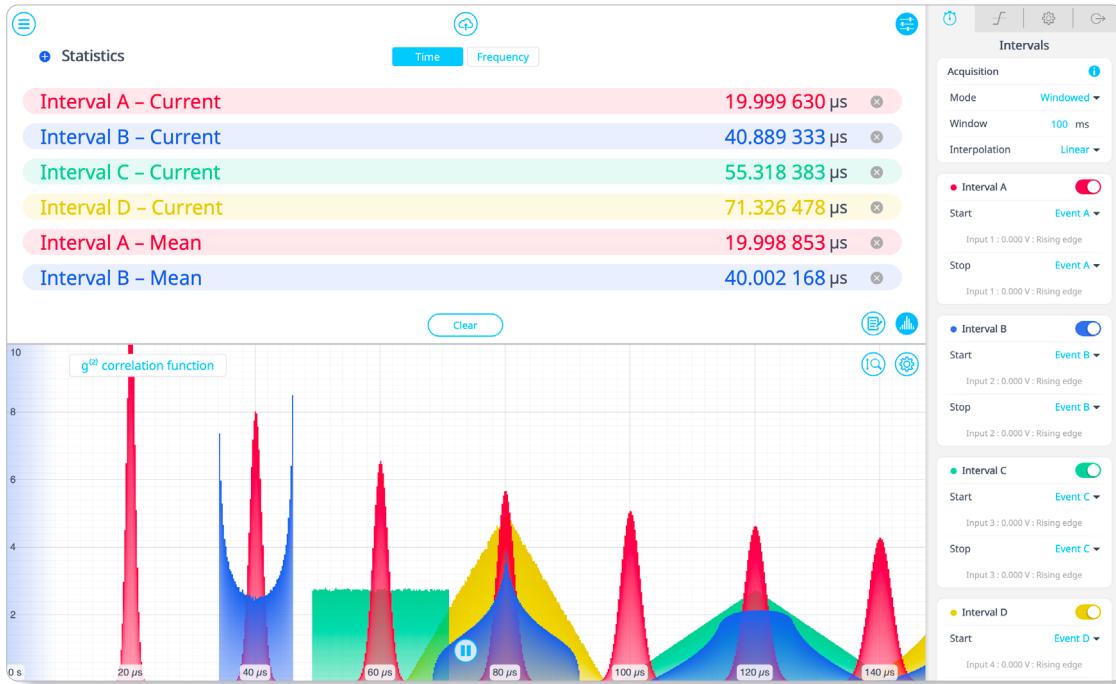 Statistics
Time
Frequency
Interval A – Current 19.999 630 µs
Interval B – Current 40.889 333 µs
Interval C – Current 55.318 383 µs
Interval D – Current 71.326 478 µs
Interval A – Mean 19.998 853 µs
Interval B – Mean 40.002 168 µs
Clear
g⁽²⁾ correlation function
10
8
6
4
2
0 s
20 µs
40 µs
60 µs
80 µs
100 µs
120 µs
140 µs
Intervals
Acquisition
Mode Windowed
Window 100 ms
Interpolation Linear
Interval A
Start Event A
Input 1 : 0.000 V : Rising edge
Stop Event A
Input 1 : 0.000 V : Rising edge
Interval B
Start Event B
Input 2 : 0.000 V : Rising edge
Stop Event B
Input 2 : 0.000 V : Rising edge
Interval C
Start Event C
Input 3 : 0.000 V : Rising edge
Stop Event C
Input 3 : 0.000 V : Rising edge
Interval D
Start Event D
Input 4 : 0.000 V : Rising edge